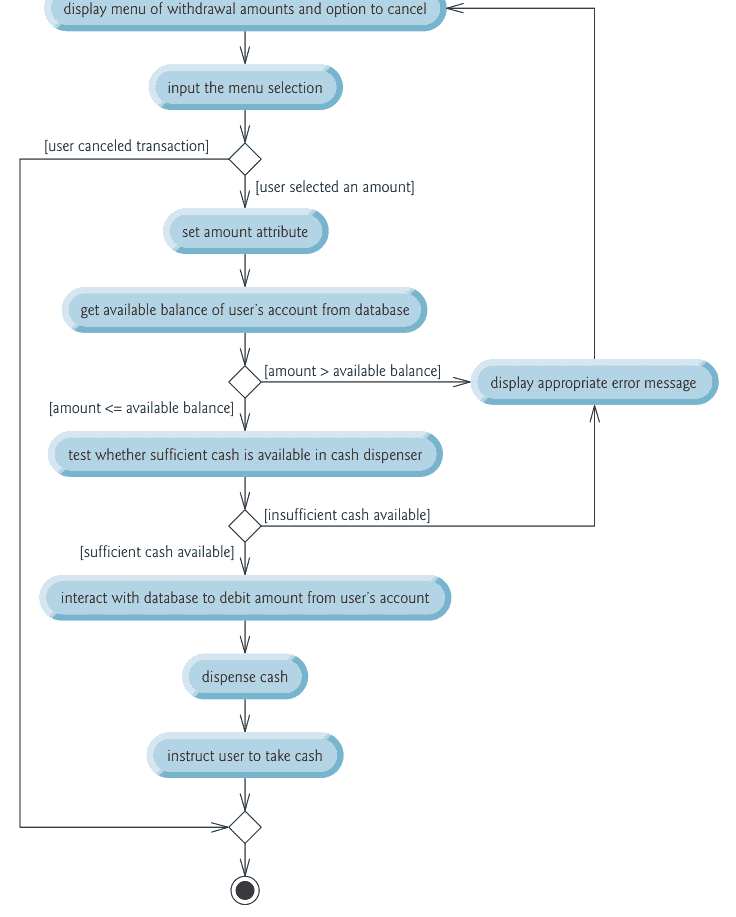 display menu of withdrawal amounts and option to cancel
input the menu selection
[user canceled transaction]
[user selected an amount]
set amount attribute
get available balance of user's account from database
[amount > available balance]
display appropriate error message
[amount <= available balance]
test whether sufficient cash is available in cash dispenser
[insufficient cash available]
[sufficient cash available]
interact with database to debit amount from user's account
dispense cash
instruct user to take cash